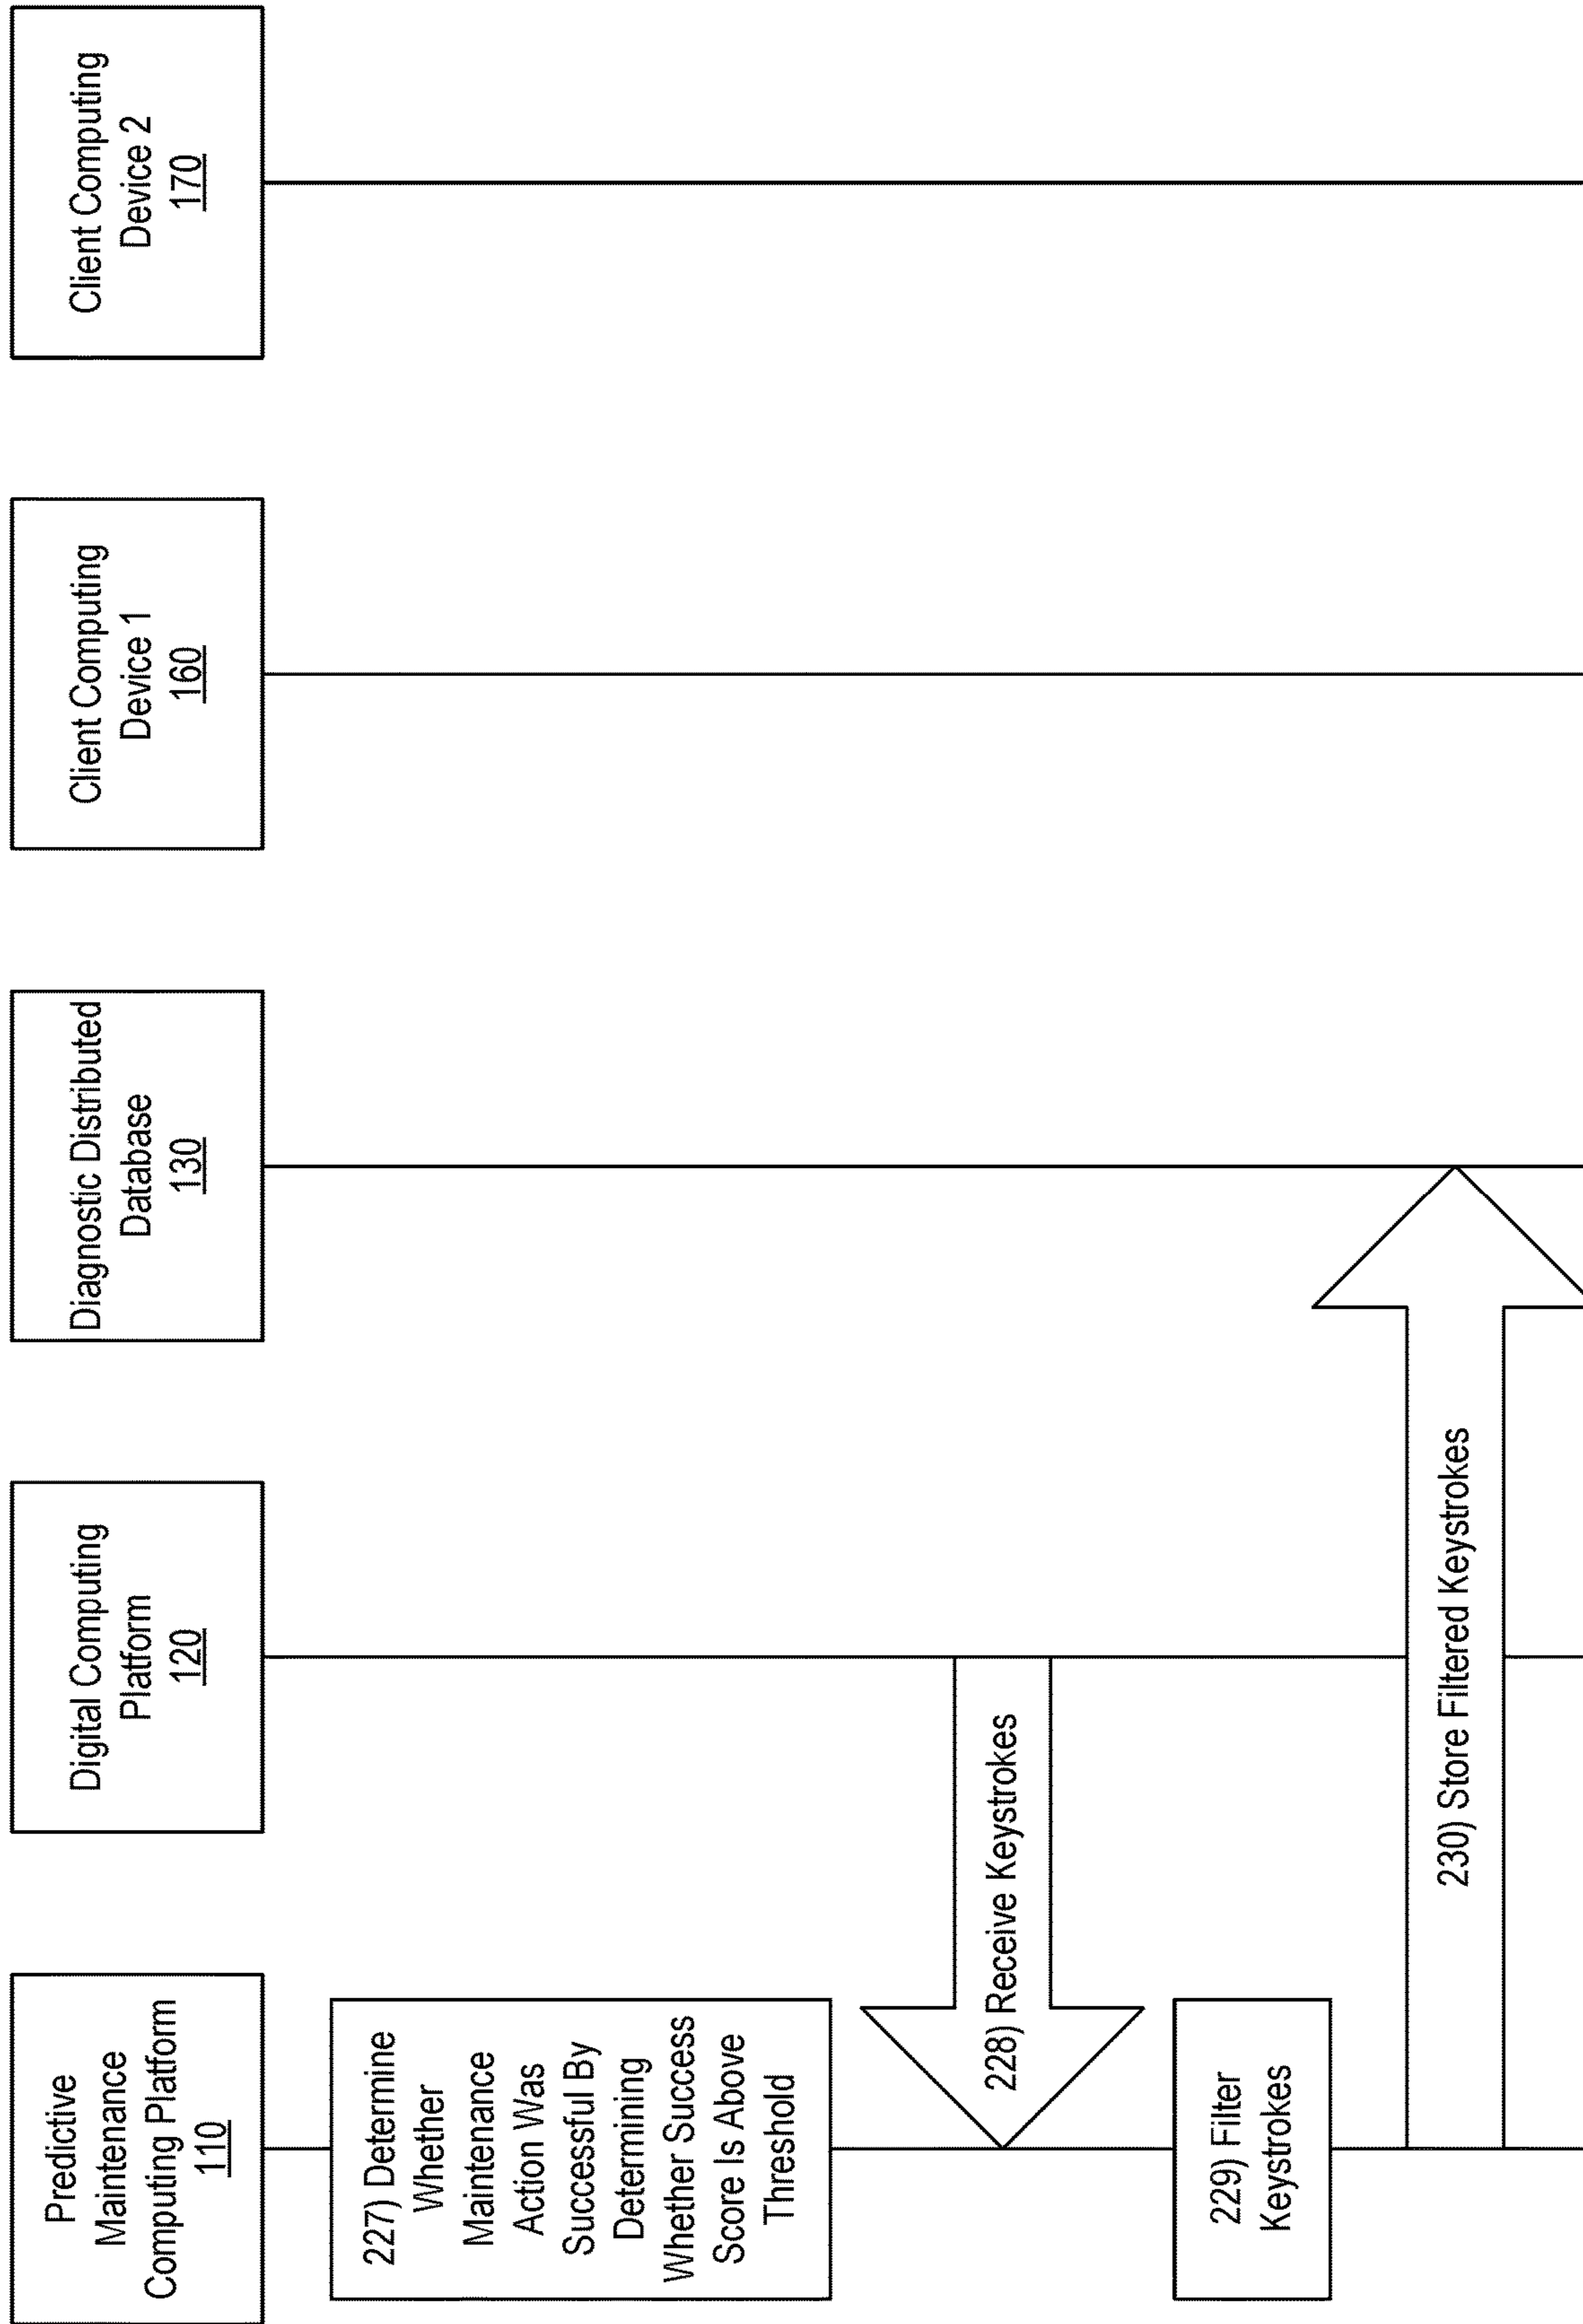 Predictive
Maintenance
Computing Platform
110
Digital Computing
Platform
120
Diagnostic Distributed
Database
130
Client Computing
Device 1
160
Client Computing
Device 2
170
227) Determine
Whether
Maintenance
Action Was
Successful By
Determining
Whether Success
Score Is Above
Threshold
228) Receive Keystrokes
229) Filter
Keystrokes
230) Store Filtered Keystrokes